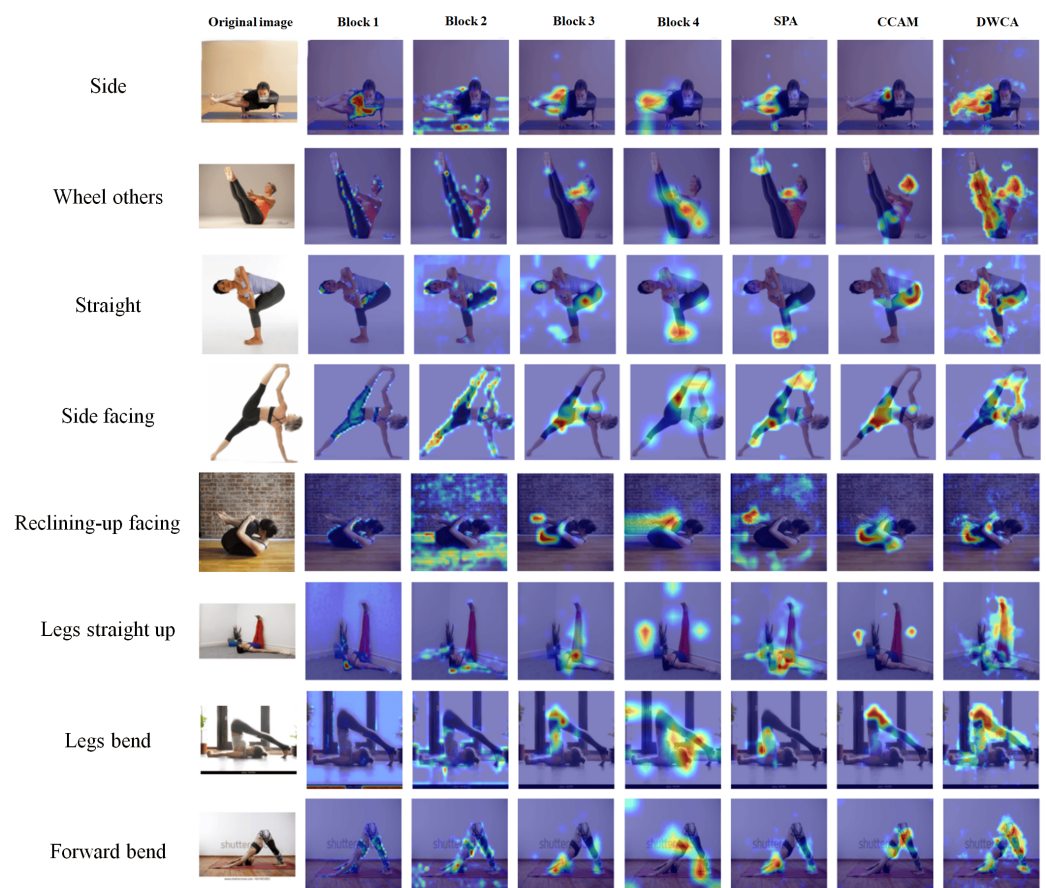 Original image Block 1 Block 2 Block 3 Block 4 SPA CCAM DWCA
Side
Wheel others
Straight
Side facing
Reclining-up facing
Legs straight up
Legs bend
Forward bend